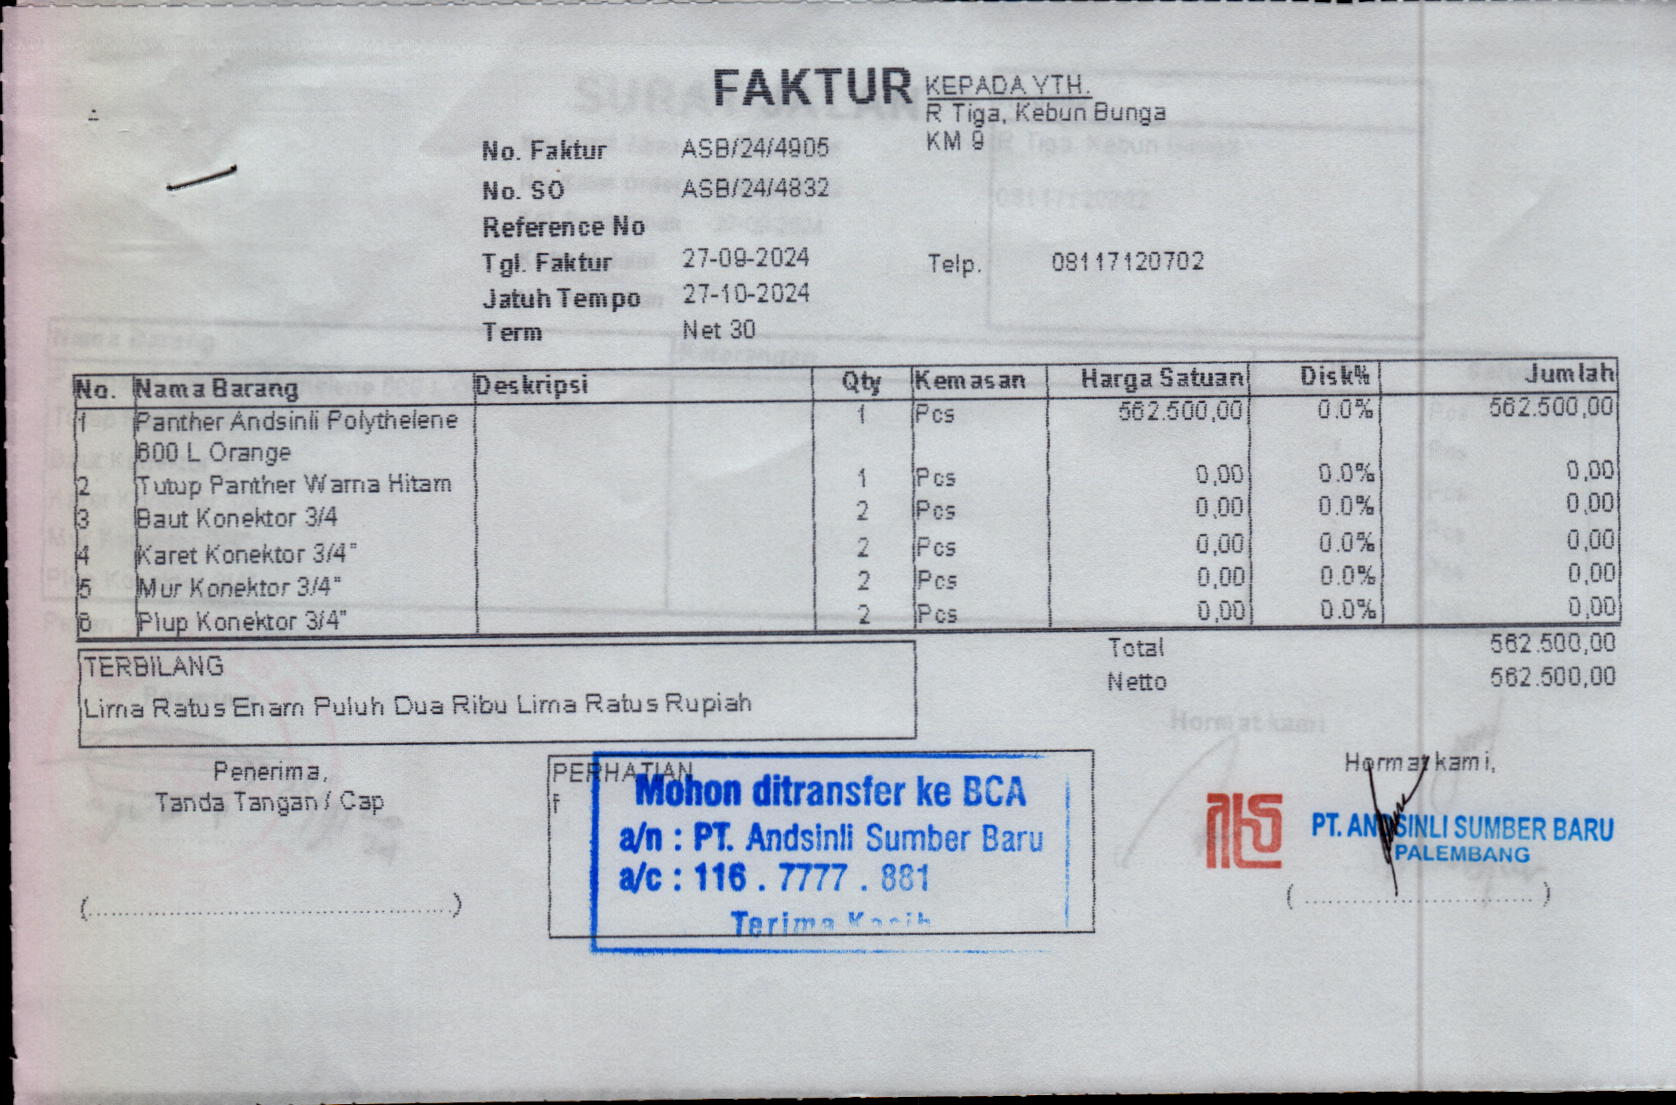 FAKTUR
KEPADA YTH.
R Tiga, Kebun Bunga
KM 9
No. Faktur ASB/24/4905
No. SO ASB/24/4832
Reference No
Tgl. Faktur 27-09-2024
Telp. 08117120702
Jatuh Tempo 27-10-2024
Term Net 30
No. Nama Barang Deskripsi Qty Kemasan Harga Satuan Disk% Jumlah
1 Panther Andsinli Polythelene 1 Pcs 562.500,00 0.0% 562.500,00
600 L Orange
2 Tutup Panther Warna Hitam 1 Pcs 0,00 0.0% 0,00
3 Baut Konektor 3/4 2 Pcs 0,00 0.0% 0,00
4 Karet Konektor 3/4" 2 Pcs 0,00 0.0% 0,00
5 Mur Konektor 3/4" 2 Pcs 0,00 0.0% 0,00
6 Plup Konektor 3/4" 2 Pcs 0,00 0.0% 0,00
Total 562.500,00
Netto 562.500,00
TERBILANG
Lima Ratus Enam Puluh Dua Ribu Lima Ratus Rupiah
Penerima,
Tanda Tangan / Cap
(..........................................)
PERHATIAN
f
Mohon ditransfer ke BCA
a/n : PT. Andsinli Sumber Baru
a/c : 116 . 7777 . 881
Terima Kasih
Hormat kami,
PT. ANDSINLI SUMBER BARU
PALEMBANG
(..............................)